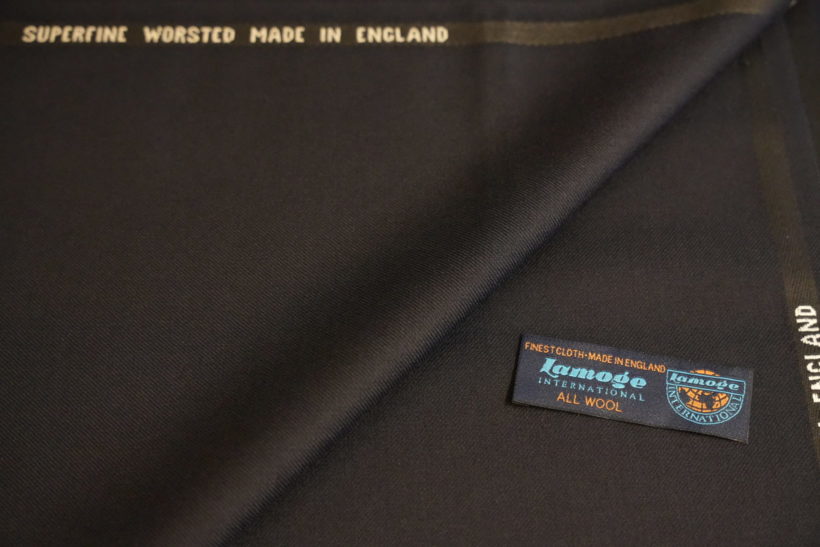 SUPERFINE WORSTED MADE IN ENGLAND
ENGLAND
FINEST CLOTH·MADE IN ENGLAND
Lamoge
INTERNATIONAL
ALL WOOL
Lamoge
INTERNATIONAL